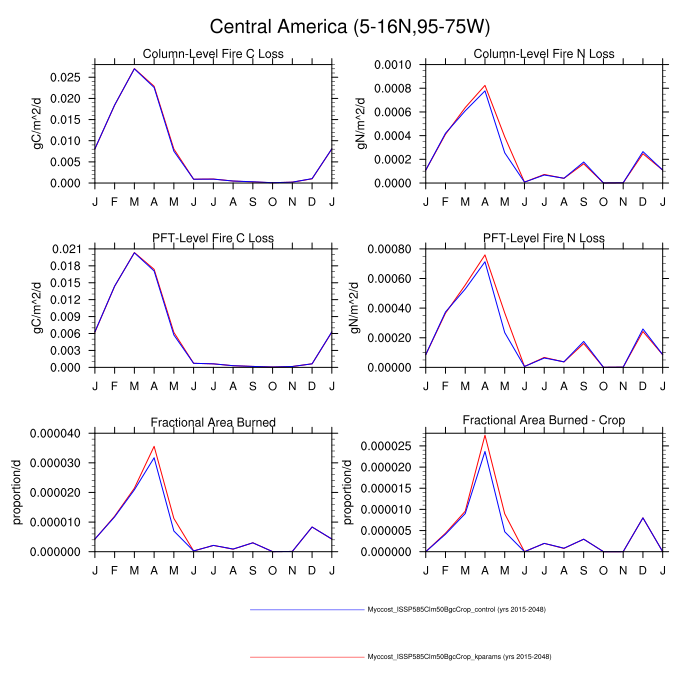 Central America (5-16N,95-75W)
Column-Level Fire C Loss
gC/m^2/d
0.025
0.020
0.015
0.010
0.005
0.000
J F M A M J J A S O N D J
Column-Level Fire N Loss
gN/m^2/d
0.0010
0.0008
0.0006
0.0004
0.0002
0.0000
J F M A M J J A S O N D J
PFT-Level Fire C Loss
gC/m^2/d
0.021
0.018
0.015
0.012
0.009
0.006
0.003
0.000
J F M A M J J A S O N D J
PFT-Level Fire N Loss
gN/m^2/d
0.00080
0.00060
0.00040
0.00020
0.00000
J F M A M J J A S O N D J
Fractional Area Burned
proportion/d
0.000040
0.000030
0.000020
0.000010
0.000000
J F M A M J J A S O N D J
Fractional Area Burned - Crop
proportion/d
0.000025
0.000020
0.000015
0.000010
0.000005
0.000000
J F M A M J J A S O N D J
Myccost_ISSP585Clm50BgcCrop_control (yrs 2015-2048)
Myccost_ISSP585Clm50BgcCrop_kparams (yrs 2015-2048)